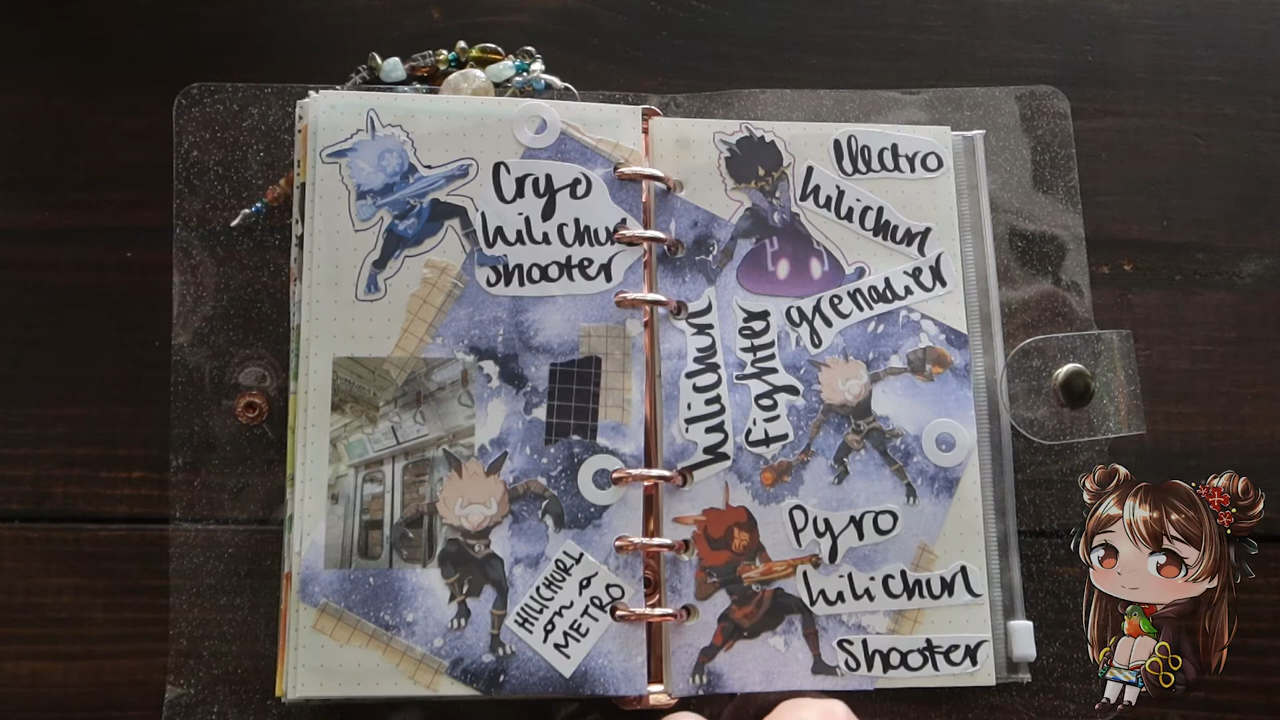 Cryo
hilichurl
shooter
HILICHURL
on a
METRO
Electro
hilichurl
grenadier
hilichurl
fighter
Pyro
hilichurl
Shooter